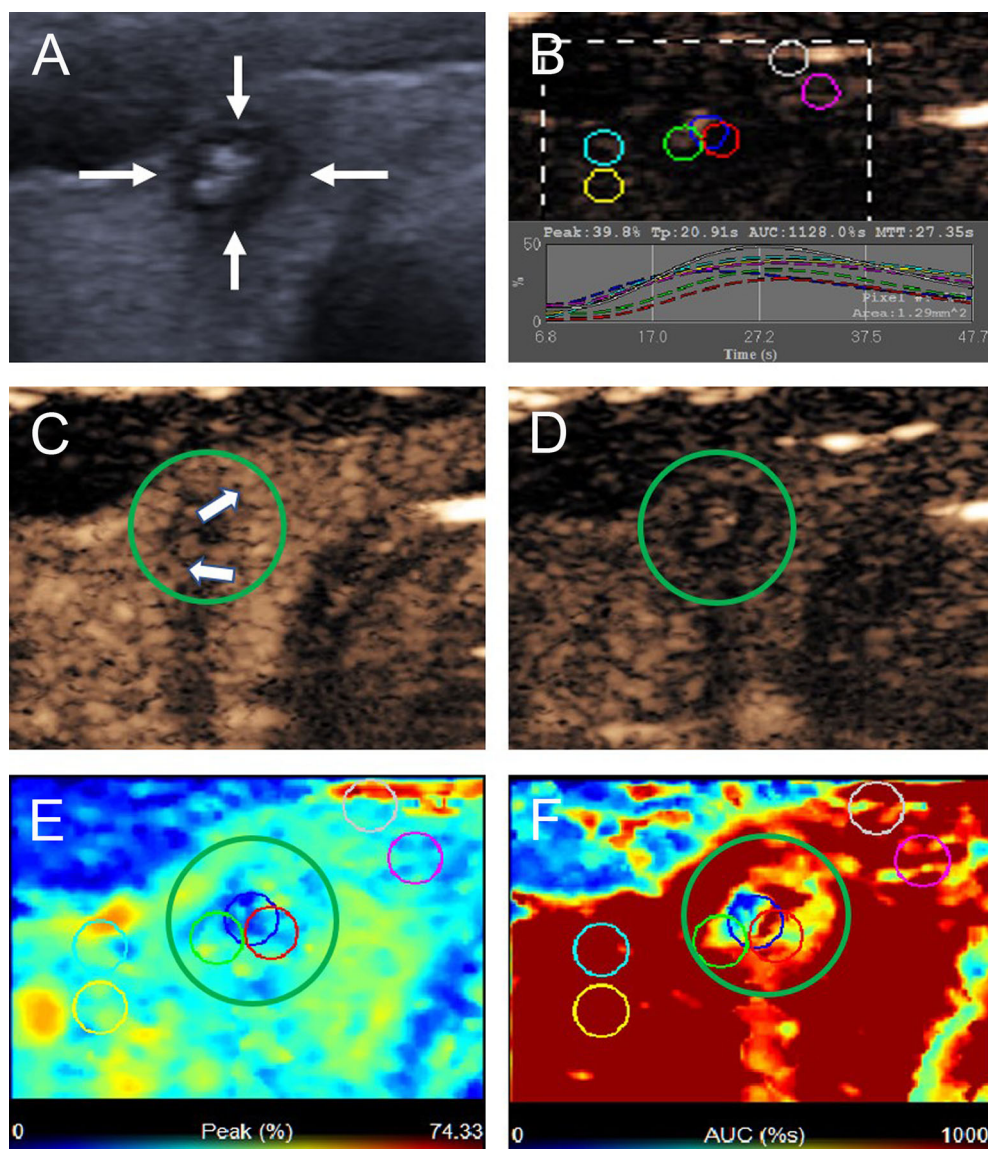 A
B
Peak:39.8% Tp:20.91s AUC:1128.0%s MTT:27.35s
50
%
0
Pixel #:
Area:1.29mm^2
6.8 17.0 27.2 37.5 47.7
Time (s)
C
D
E
F
0 Peak (%) 74.33
0 AUC (%s) 1000